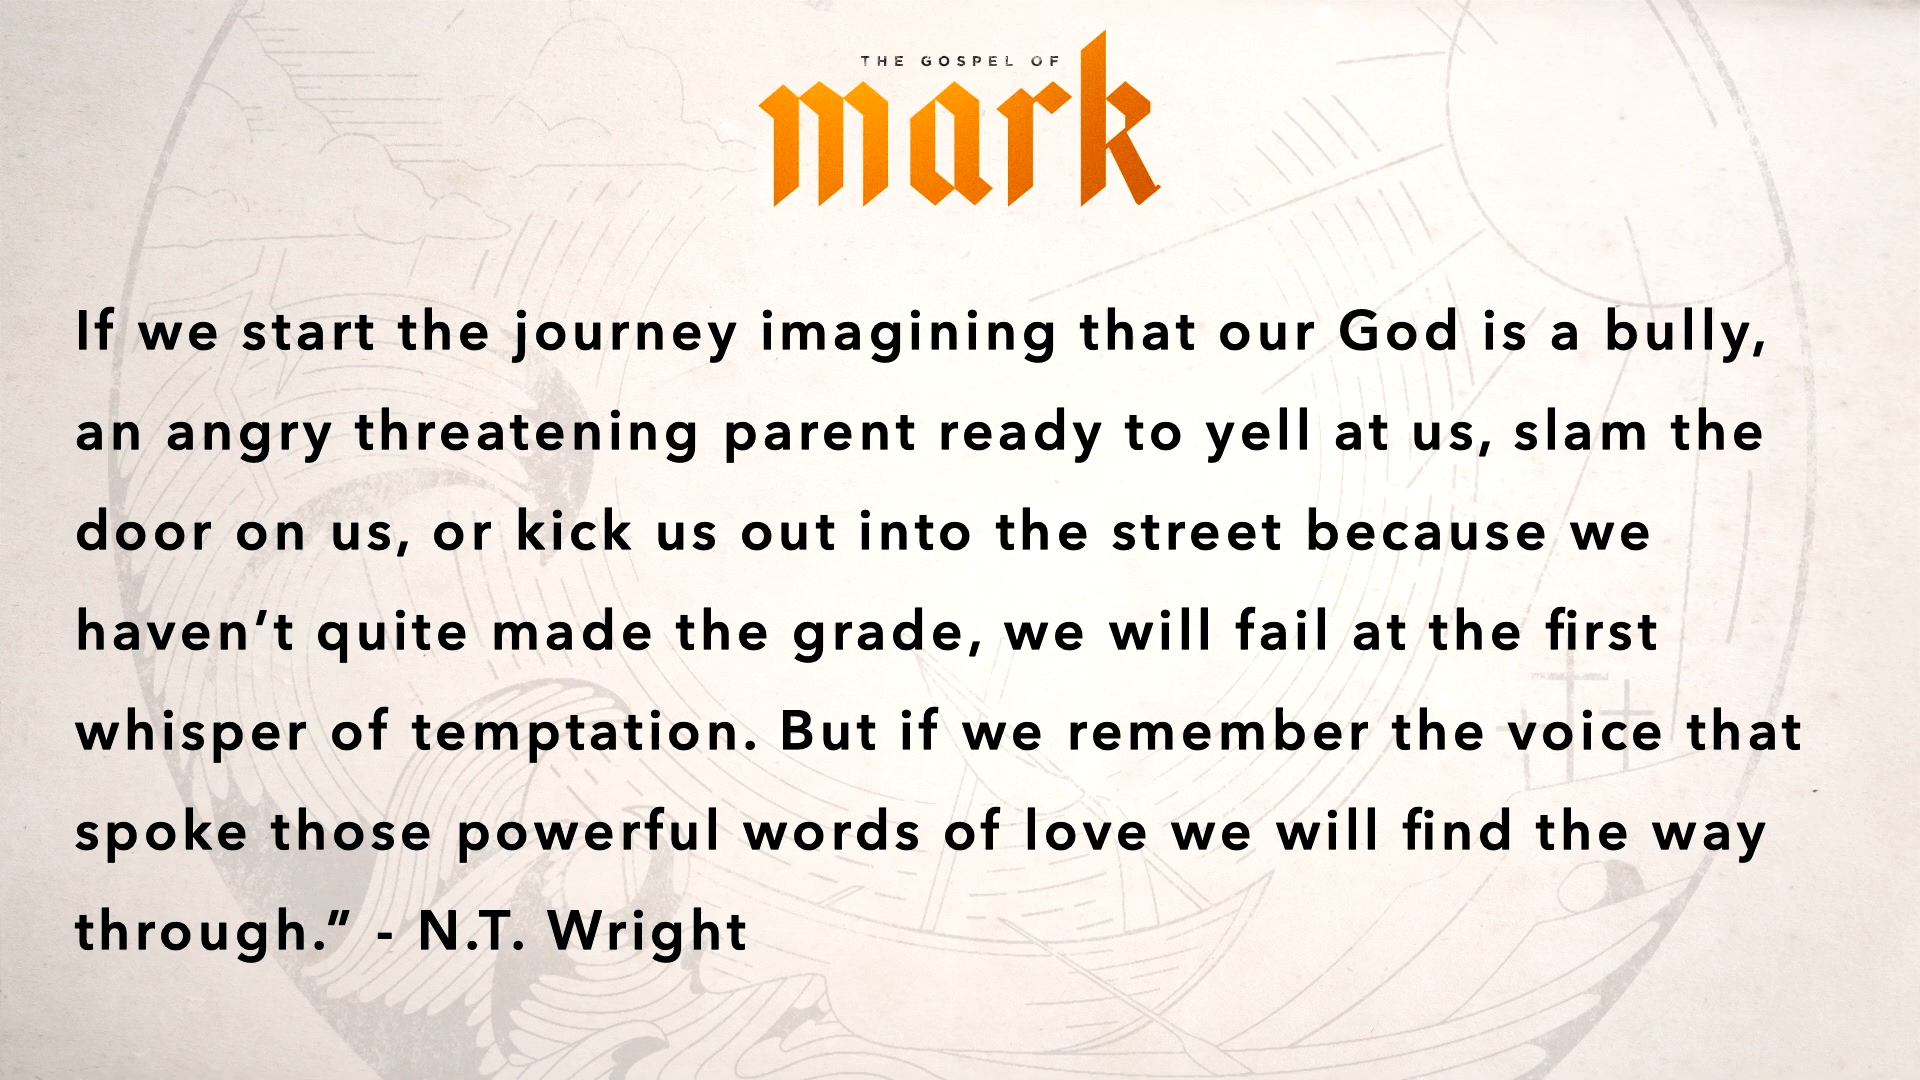 THE GOSPEL OF
mark
If we start the journey imagining that our God is a bully,
an angry threatening parent ready to yell at us, slam the
door on us, or kick us out into the street because we
haven’t quite made the grade, we will fail at the first
whisper of temptation. But if we remember the voice that
spoke those powerful words of love we will find the way
through.” - N.T. Wright